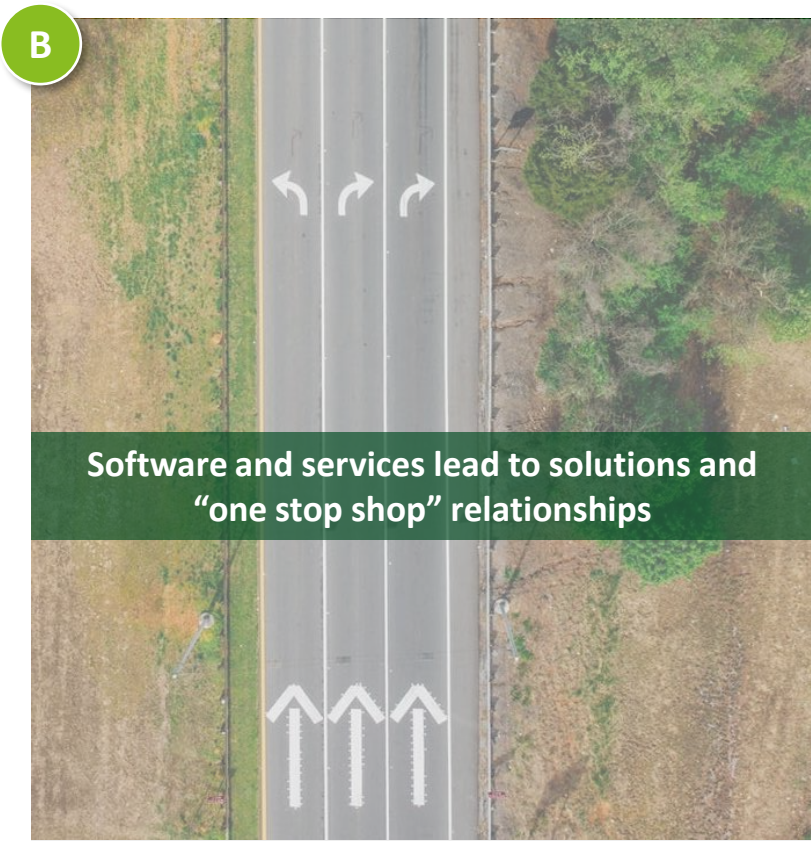 B
Software and services lead to solutions and
“one stop shop” relationships